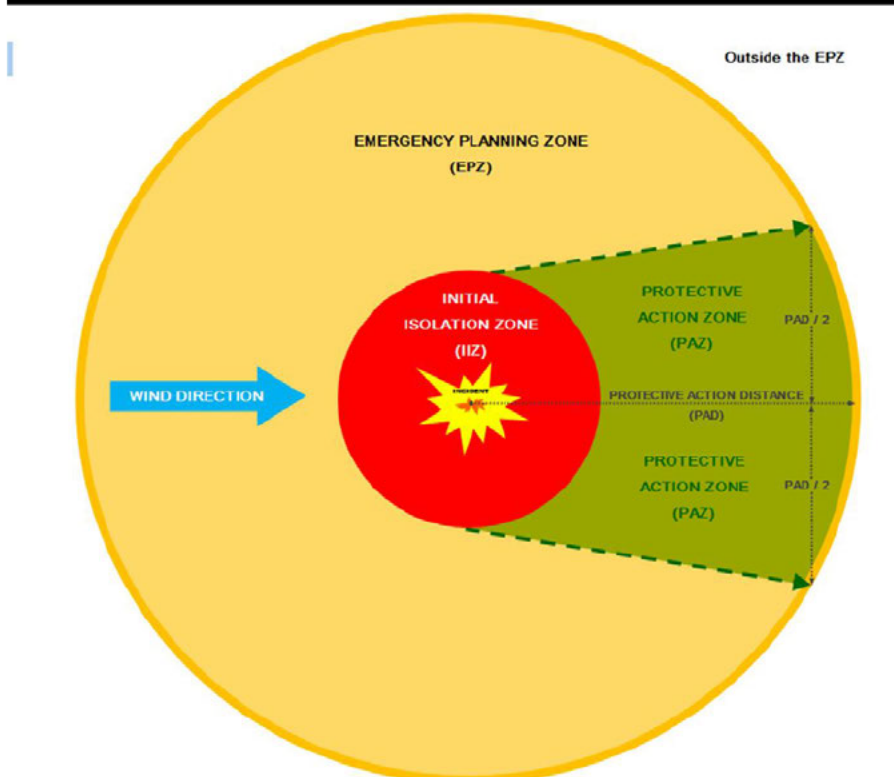 Outside the EPZ
EMERGENCY PLANNING ZONE
(EPZ)
INITIAL
ISOLATION ZONE
(IIZ)
INCIDENT
WIND DIRECTION
PROTECTIVE
ACTION ZONE
(PAZ)
PAD / 2
PROTECTIVE ACTION DISTANCE
(PAD)
PROTECTIVE
ACTION ZONE
(PAZ)
PAD / 2